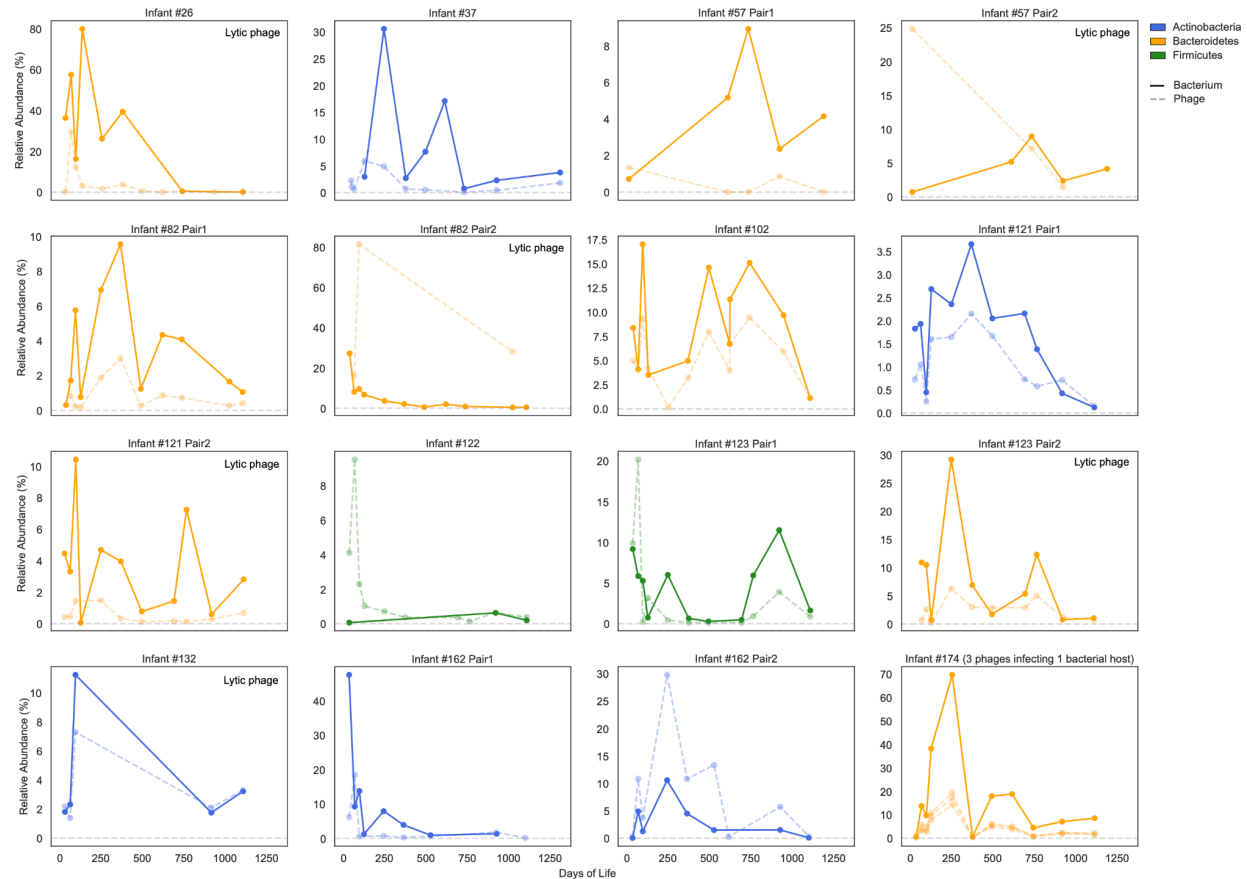 Infant #26
Infant #37
Infant #57 Pair1
Infant #57 Pair2
Lytic phage
Lytic phage
Relative Abundance (%)
80
60
40
20
0
30
25
20
15
10
5
0
8
6
4
2
0
25
20
15
10
5
0
Actinobacteria
Bacteroidetes
Firmicutes
Bacterium
Phage
Infant #82 Pair1
Infant #82 Pair2
Infant #102
Infant #121 Pair1
Lytic phage
Relative Abundance (%)
10
8
6
4
2
0
80
60
40
20
0
17.5
15.0
12.5
10.0
7.5
5.0
2.5
0.0
3.5
3.0
2.5
2.0
1.5
1.0
0.5
0.0
Infant #121 Pair2
Infant #122
Infant #123 Pair1
Infant #123 Pair2
Lytic phage
Lytic phage
Relative Abundance (%)
10
8
6
4
2
0
8
6
4
2
0
20
15
10
5
0
30
25
20
15
10
5
0
Infant #132
Infant #162 Pair1
Infant #162 Pair2
Infant #174 (3 phages infecting 1 bacterial host)
Lytic phage
Relative Abundance (%)
10
8
6
4
2
0
40
30
20
10
0
30
25
20
15
10
5
0
70
60
50
40
30
20
10
0
0 250 500 750 1000 1250
0 250 500 750 1000 1250
0 250 500 750 1000 1250
0 250 500 750 1000 1250
Days of Life